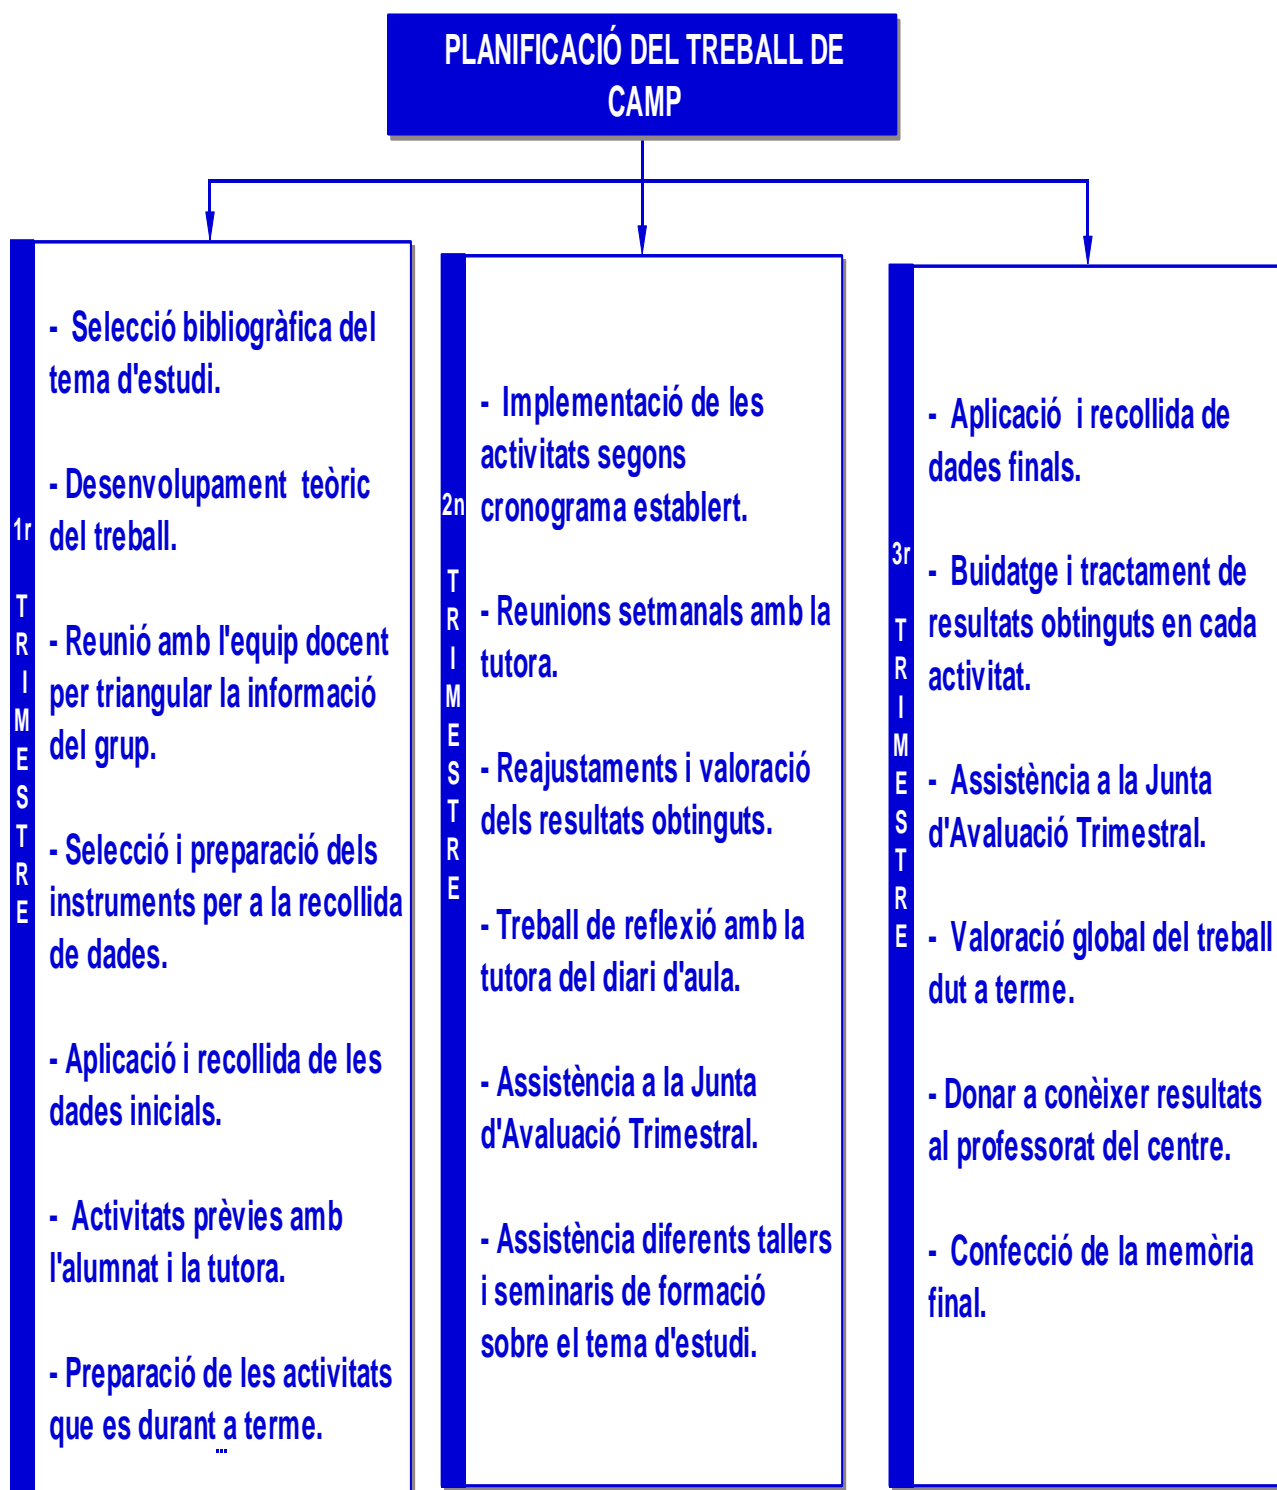 PLANIFICACIÓ DEL TREBALL DE
CAMP
1r TRIMESTRE
- Selecció bibliogràfica del
tema d'estudi.
- Desenvolupament teòric
del treball.
- Reunió amb l'equip docent
per triangular la informació
del grup.
- Selecció i preparació dels
instruments per a la recollida
de dades.
- Aplicació i recollida de les
dades inicials.
- Activitats prèvies amb
l'alumnat i la tutora.
- Preparació de les activitats
que es durant a terme.
2n TRIMESTRE
- Implementació de les
activitats segons
cronograma establert.
- Reunions setmanals amb la
tutora.
- Reajustaments i valoració
dels resultats obtinguts.
- Treball de reflexió amb la
tutora del diari d'aula.
- Assistència a la Junta
d'Avaluació Trimestral.
- Assistència diferents tallers
i seminaris de formació
sobre el tema d'estudi.
3r TRIMESTRE
- Aplicació i recollida de
dades finals.
- Buidatge i tractament de
resultats obtinguts en cada
activitat.
- Assistència a la Junta
d'Avaluació Trimestral.
- Valoració global del treball
dut a terme.
- Donar a conèixer resultats
al professorat del centre.
- Confecció de la memòria
final.